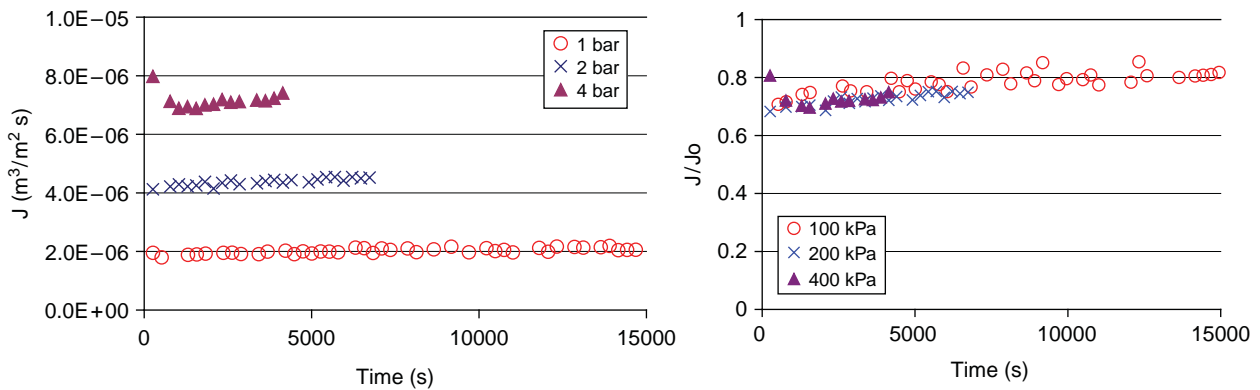 J (m³/m² s)
1.0E−05
8.0E−06
6.0E−06
4.0E−06
2.0E−06
0.0E+00
1 bar
2 bar
4 bar
0
5000
10000
15000
Time (s)
J/Jo
1
0.8
0.6
0.4
0.2
0
100 kPa
200 kPa
400 kPa
0
5000
10000
15000
Time (s)